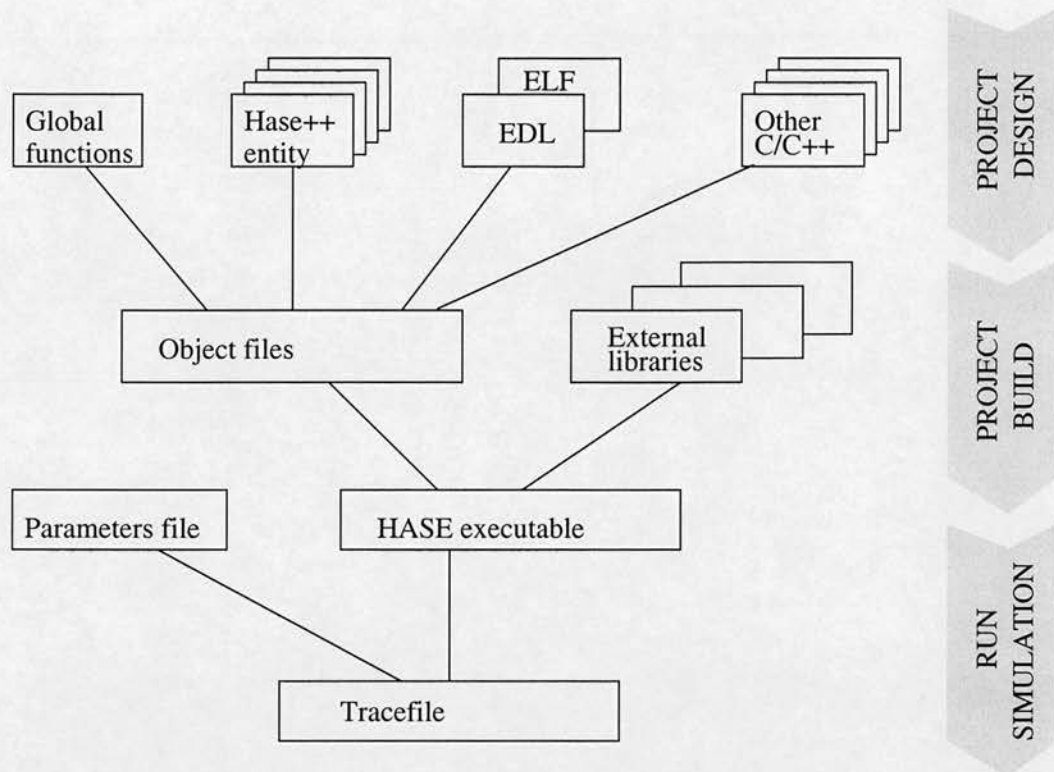 Global
functions
Hase++
entity
ELF
EDL
Other
C/C++
PROJECT
DESIGN
Object files
External
libraries
PROJECT
BUILD
Parameters file
HASE executable
Tracefile
RUN
SIMULATION